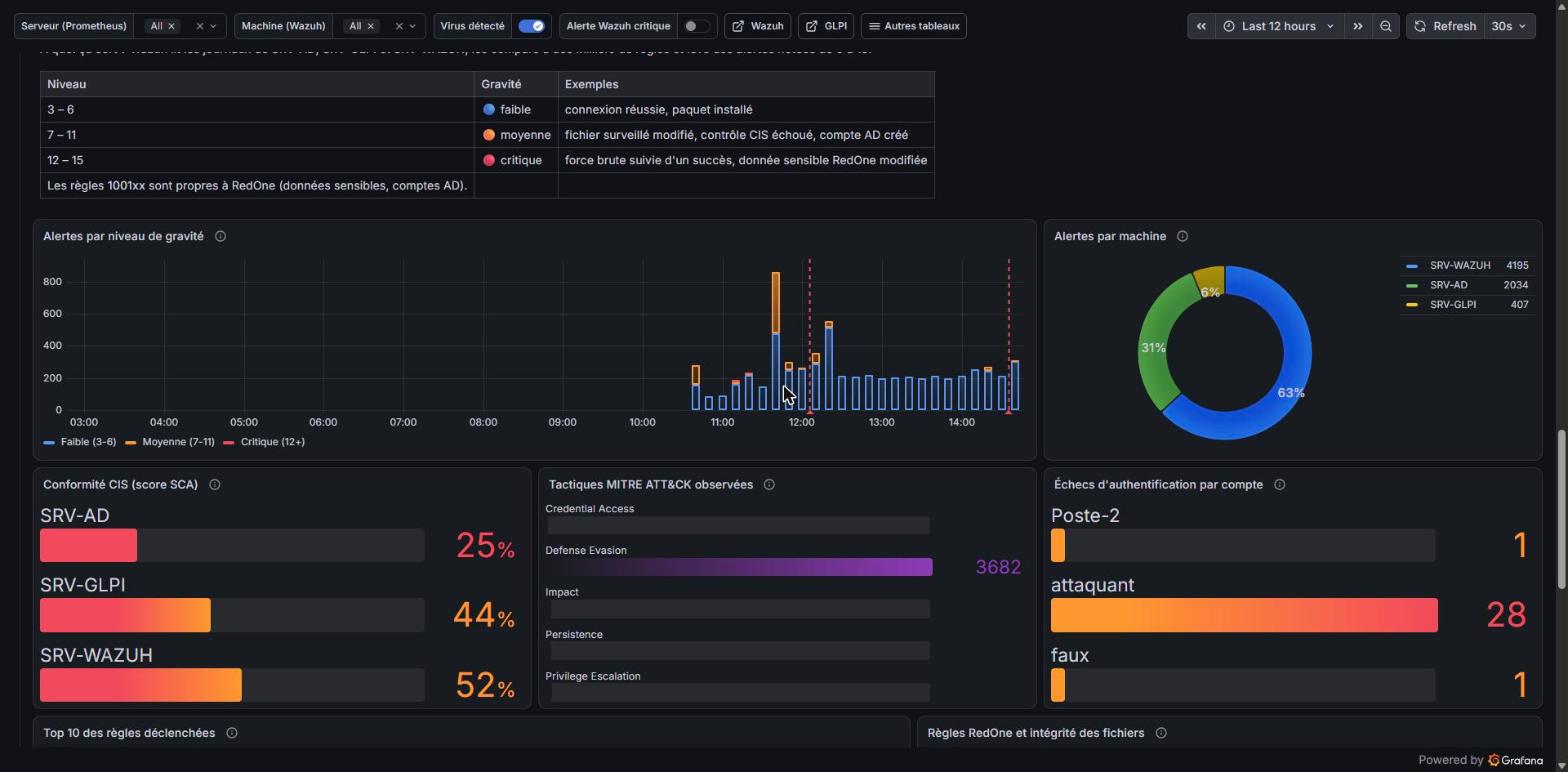 Serveur (Prometheus) All Machine (Wazuh) All Virus détecté Alerte Wazuh critique Wazuh GLPI Autres tableaux Last 12 hours Refresh 30s
Niveau Gravité Exemples
3 – 6 faible connexion réussie, paquet installé
7 – 11 moyenne fichier surveillé modifié, contrôle CIS échoué, compte AD créé
12 – 15 critique force brute suivie d'un succès, donnée sensible RedOne modifiée
Les règles 1001xx sont propres à RedOne (données sensibles, comptes AD).
Alertes par niveau de gravité
800
600
400
200
0
03:00 04:00 05:00 06:00 07:00 08:00 09:00 10:00 11:00 12:00 13:00 14:00
Faible (3-6) Moyenne (7-11) Critique (12+)
Alertes par machine
6%
31%
63%
SRV-WAZUH 4195
SRV-AD 2034
SRV-GLPI 407
Conformité CIS (score SCA)
SRV-AD
25%
SRV-GLPI
44%
SRV-WAZUH
52%
Tactiques MITRE ATT&CK observées
Credential Access
Defense Evasion
3682
Impact
Persistence
Privilege Escalation
Échecs d'authentification par compte
Poste-2
1
attaquant
28
faux
1
Top 10 des règles déclenchées
Règles RedOne et intégrité des fichiers
Powered by Grafana